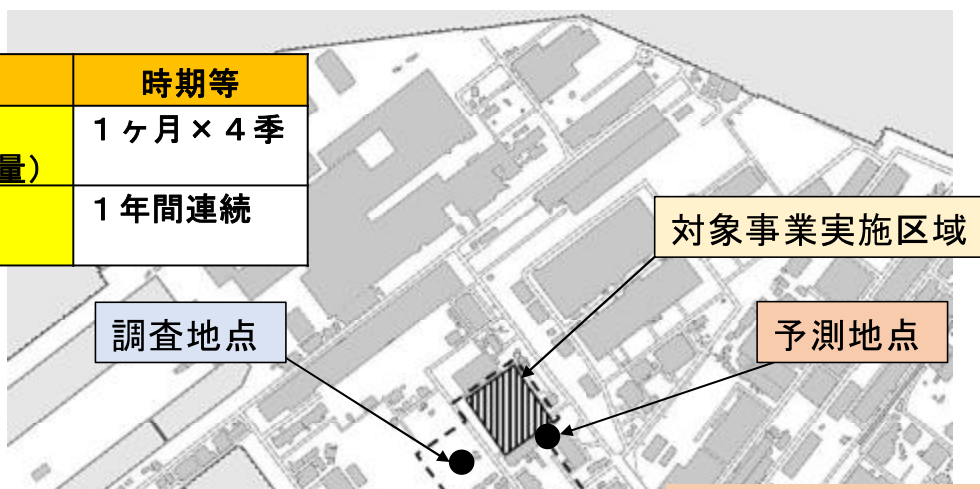 時期等
1ヶ月×4季
量）
1年間連続
対象事業実施区域
調査地点
予測地点